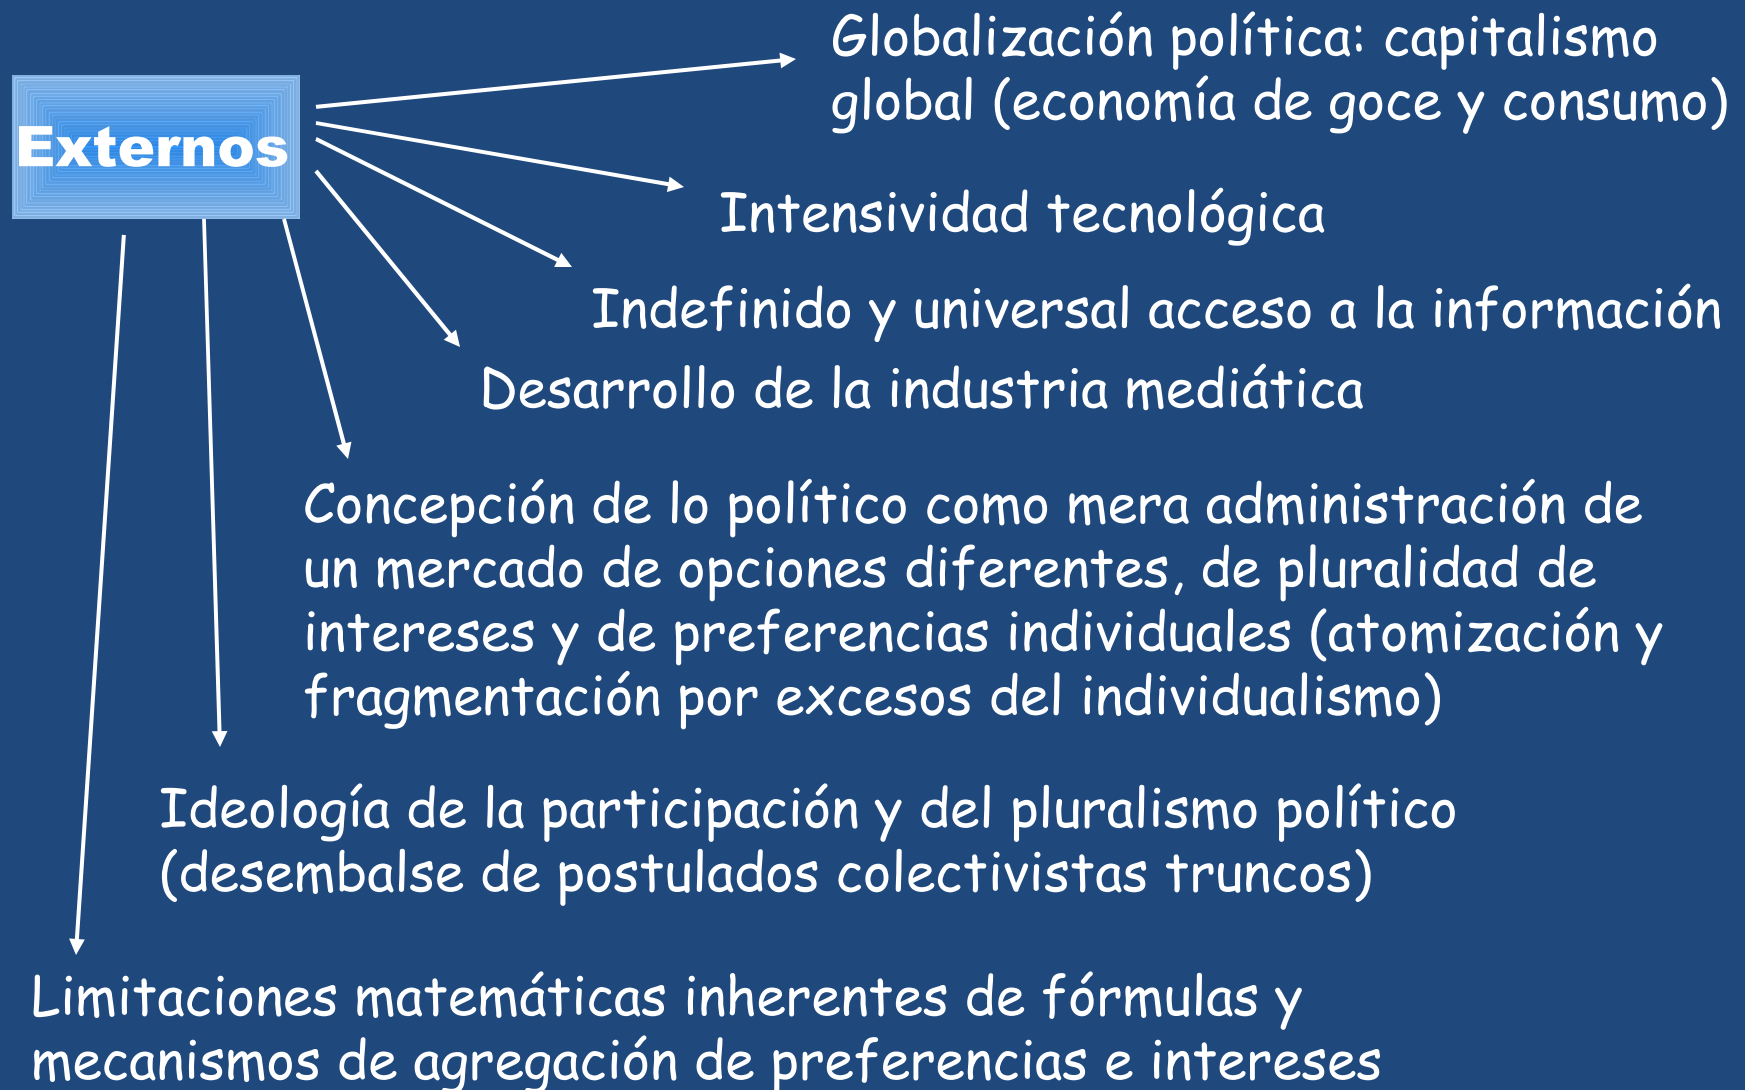 Externos
Globalización política: capitalismo
global (economía de goce y consumo)
Intensividad tecnológica
Indefinido y universal acceso a la información
Desarrollo de la industria mediática
Concepción de lo político como mera administración de
un mercado de opciones diferentes, de pluralidad de
intereses y de preferencias individuales (atomización y
fragmentación por excesos del individualismo)
Ideología de la participación y del pluralismo político
(desembalse de postulados colectivistas truncos)
Limitaciones matemáticas inherentes de fórmulas y
mecanismos de agregación de preferencias e intereses